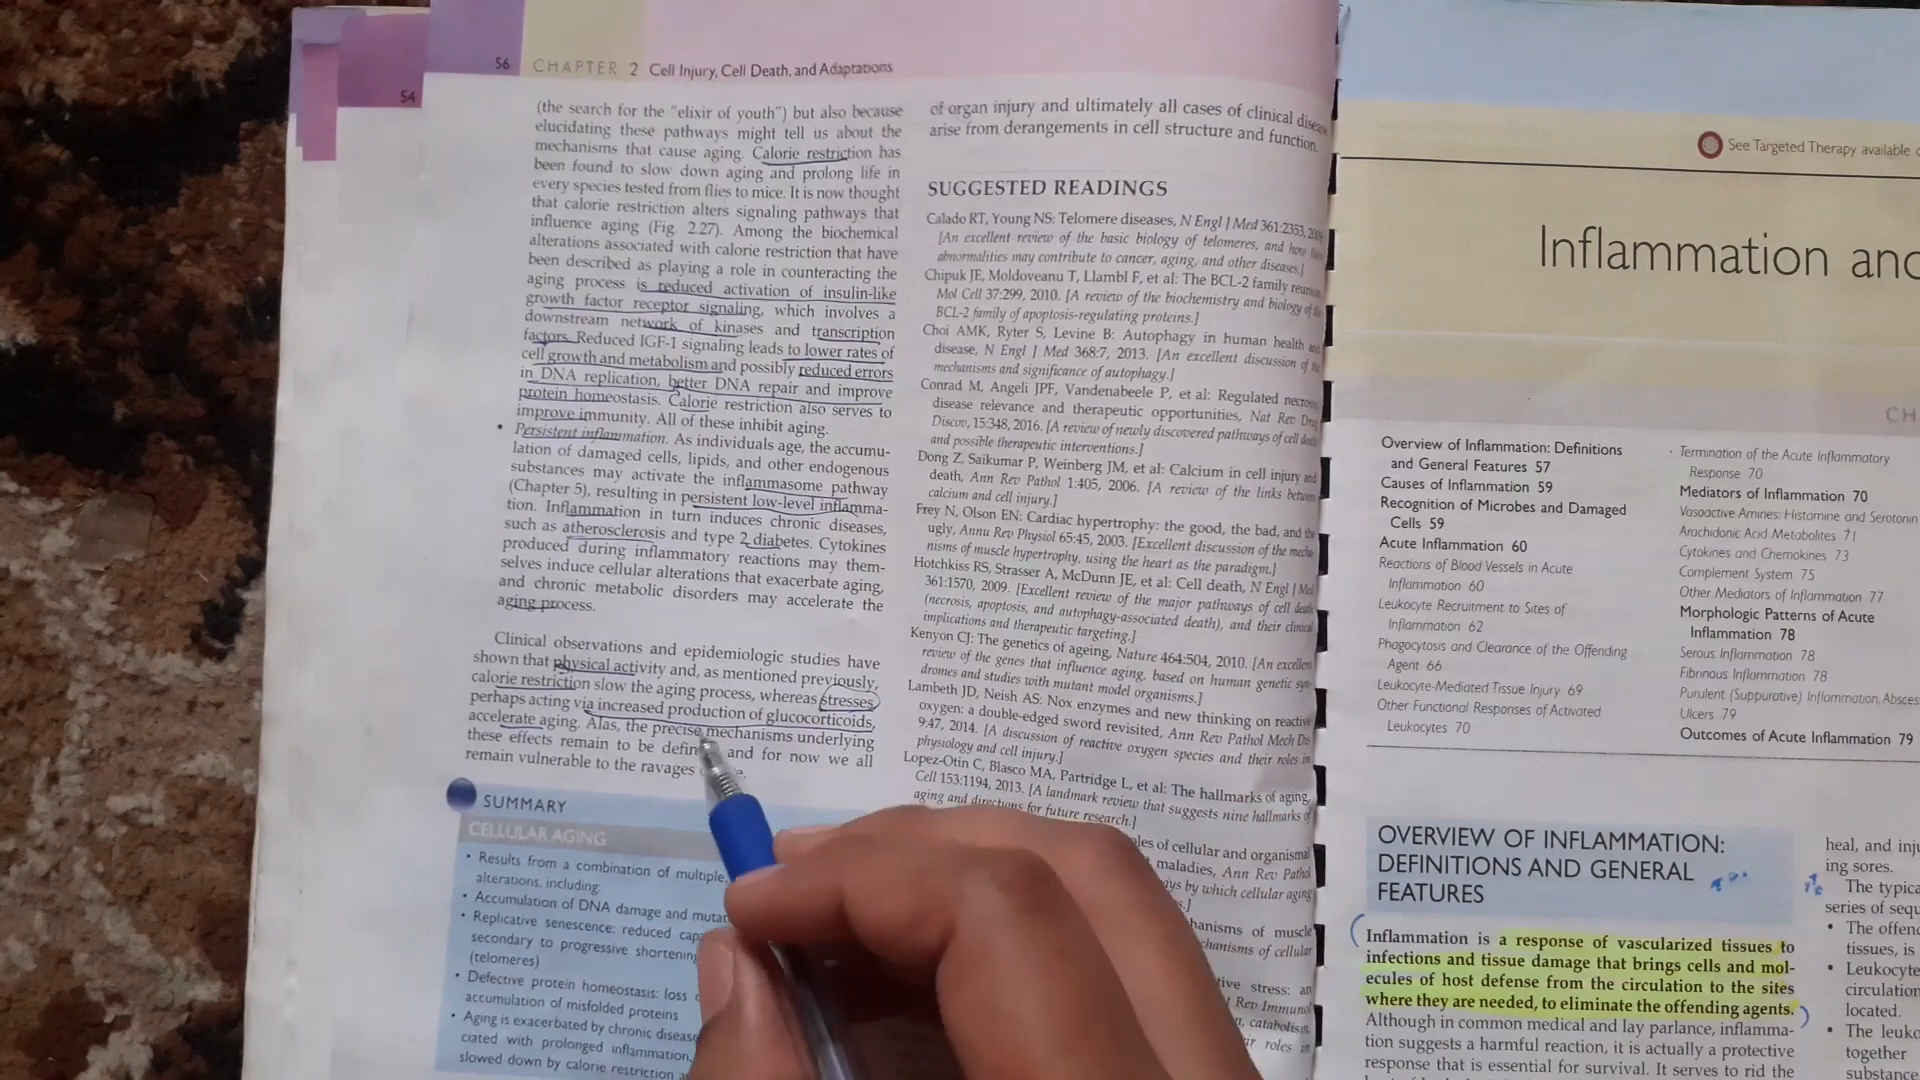 56 CHAPTER 2 Cell Injury, Cell Death, and Adaptations
54
(the search for the "elixir of youth") but also because
elucidating these pathways might tell us about the
mechanisms that cause aging. Calorie restriction has
been found to slow down aging and prolong life in
every species tested from flies to mice. It is now thought
that calorie restriction alters signaling pathways that
influence aging (Fig. 2.27). Among the biochemical
alterations associated with calorie restriction that have
been described as playing a role in counteracting the
aging process is reduced activation of insulin-like
growth factor receptor signaling, which involves a
downstream network of kinases and transcription
factors. Reduced IGF-1 signaling leads to lower rates of
cell growth and metabolism and possibly reduced errors
in DNA replication, better DNA repair and improve
protein homeostasis. Calorie restriction also serves to
improve immunity. All of these inhibit aging.
• Persistent inflammation. As individuals age, the accumu-
lation of damaged cells, lipids, and other endogenous
substances may activate the inflammasome pathway
(Chapter 5), resulting in persistent low-level inflamma-
tion. Inflammation in turn induces chronic diseases,
such as atherosclerosis and type 2 diabetes. Cytokines
produced during inflammatory reactions may them-
selves induce cellular alterations that exacerbate aging,
and chronic metabolic disorders may accelerate the
aging process.
Clinical observations and epidemiologic studies have
shown that physical activity and, as mentioned previously,
calorie restriction slow the aging process, whereas stresses,
perhaps acting via increased production of glucocorticoids,
accelerate aging. Alas, the precise mechanisms underlying
these effects remain to be and for now we all
remain vulnerable to the ravages
SUMMARY
CELLULAR AGING
• Results from a combination of multiple
alterations, including:
• Accumulation of DNA damage and
• Replicative senescence: reduced
secondary to progressive
(telomeres)
• Defective protein homeostasis: loss
accumulation of misfolded proteins
• Aging is exacerbated by chronic
with prolonged inflammation,
slowed down by calorie restriction
of organ injury and ultimately all cases of clinical disease
arise from derangements in cell structure and function.
SUGGESTED READINGS
Calado RT, Young NS: Telomere diseases, N Engl J Med 361:2353,
[An excellent review of the basic biology of telomeres, and how
abnormalities may contribute to cancer, aging, and other diseases.]
Chipuk JE, Moldoveanu T, Llambl F, et al: The BCL-2 family
Mol Cell 37:299, 2010. [A review of the biochemistry and biology of
BCL-2 family of apoptosis-regulating proteins.]
Choi AMK, Ryter S, Levine B: Autophagy in human health
disease, N Engl J Med 368:7, 2013. [An excellent discussion of
mechanisms and significance of autophagy.]
Conrad M, Angeli JPF, Vandenabeele P, et al: Regulated
disease relevance and therapeutic opportunities, Nat Rev Drug
Discov, 15:348, 2016. [A review of newly discovered pathways of cell death
and possible therapeutic interventions.]
Dong Z, Saikumar P, Weinberg JM, et al: Calcium in cell injury
death, Ann Rev Pathol 1:405, 2006. [A review of the links between
calcium and cell injury.]
Frey N, Olson EN: Cardiac hypertrophy: the good, the bad, and the
ugly, Annu Rev Physiol 65:45, 2003. [Excellent discussion of the
nisms of muscle hypertrophy, using the heart as the paradigm.]
Hotchkiss RS, Strasser A, McDunn JE, et al: Cell death, N Engl J Med
361:1570, 2009. [Excellent review of the major pathways of cell death
(necrosis, apoptosis, and autophagy-associated death), and their clinical
implications and therapeutic targeting.]
Kenyon CJ: The genetics of ageing, Nature 464:504, 2010. [An excellent
review of the genes that influence aging, based on human genetic syn-
dromes and studies with mutant model organisms.]
Lambeth JD, Neish AS: Nox enzymes and new thinking on reactive
oxygen: a double-edged sword revisited, Ann Rev Pathol Mech Dis
9:47, 2014. [A discussion of reactive oxygen species and their roles in
physiology and cell injury.]
Lopez-Otin C, Blasco MA, Partridge L, et al: The hallmarks of aging,
Cell 153:1194, 2013. [A landmark review that suggests nine hallmarks of
aging and directions for future research.]
of cellular and organismal
maladies, Ann Rev Pathol
by which cellular aging
of muscle
of cellular
stress: an
Rev Immunol
catabolism,
roles in
See Targeted Therapy available
Inflammation and
Overview of Inflammation: Definitions
and General Features 57
Causes of Inflammation 59
Recognition of Microbes and Damaged
Cells 59
Acute Inflammation 60
Reactions of Blood Vessels in Acute
Inflammation 60
Leukocyte Recruitment to Sites of
Inflammation 62
Phagocytosis and Clearance of the Offending
Agent 66
Leukocyte-Mediated Tissue Injury 69
Other Functional Responses of Activated
Leukocytes 70
Termination of the Acute Inflammatory
Response 70
Mediators of Inflammation 70
Vasoactive Amines: Histamine and Serotonin
Arachidonic Acid Metabolites 71
Cytokines and Chemokines 73
Complement System 75
Other Mediators of Inflammation 77
Morphologic Patterns of Acute
Inflammation 78
Serous Inflammation 78
Fibrinous Inflammation 78
Purulent (Suppurative) Inflammation,
Ulcers 79
Outcomes of Acute Inflammation 79
OVERVIEW OF INFLAMMATION:
DEFINITIONS AND GENERAL
FEATURES
Inflammation is a response of vascularized tissues to
infections and tissue damage that brings cells and mol-
ecules of host defense from the circulation to the sites
where they are needed, to eliminate the offending agents.
Although in common medical and lay parlance, inflamma-
tion suggests a harmful reaction, it is actually a protective
response that is essential for survival. It serves to rid the
heal, and
ing sores.
The
series of
• The
tissues, is
• Leukocyte
circulation
located.
• The
together